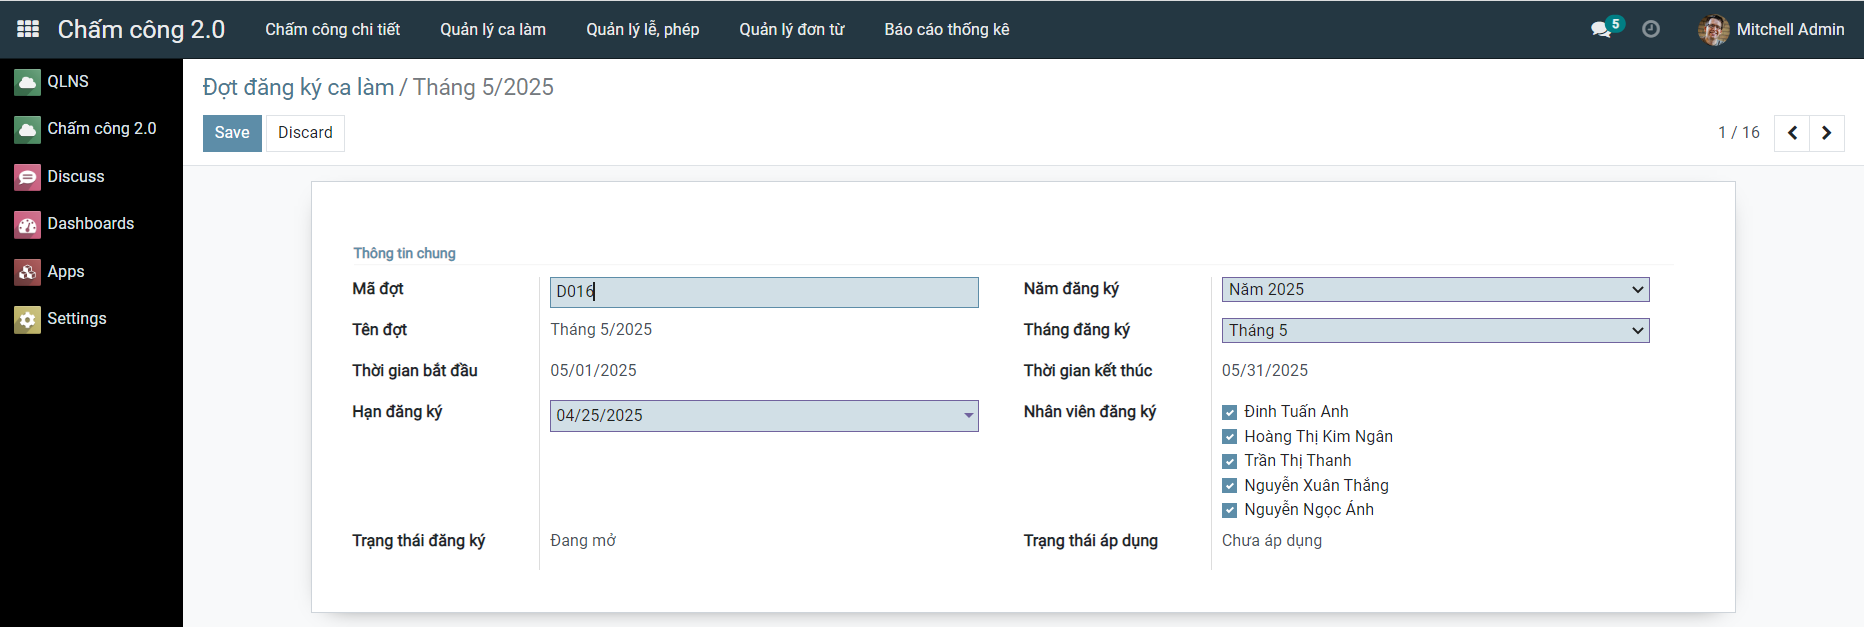 Chấm công 2.0 Chấm công chi tiết Quản lý ca làm Quản lý lễ, phép Quản lý đơn từ Báo cáo thống kê 5 Mitchell Admin
QLNS
Chấm công 2.0
Discuss
Dashboards
Apps
Settings
Đợt đăng ký ca làm / Tháng 5/2025
Save Discard 1 / 16
Thông tin chung
Mã đợt D016 Năm đăng ký Năm 2025
Tên đợt Tháng 5/2025 Tháng đăng ký Tháng 5
Thời gian bắt đầu 05/01/2025 Thời gian kết thúc 05/31/2025
Hạn đăng ký 04/25/2025 Nhân viên đăng ký Đinh Tuấn Anh
Hoàng Thị Kim Ngân
Trần Thị Thanh
Nguyễn Xuân Thắng
Nguyễn Ngọc Ánh
Trạng thái đăng ký Đang mở Trạng thái áp dụng Chưa áp dụng